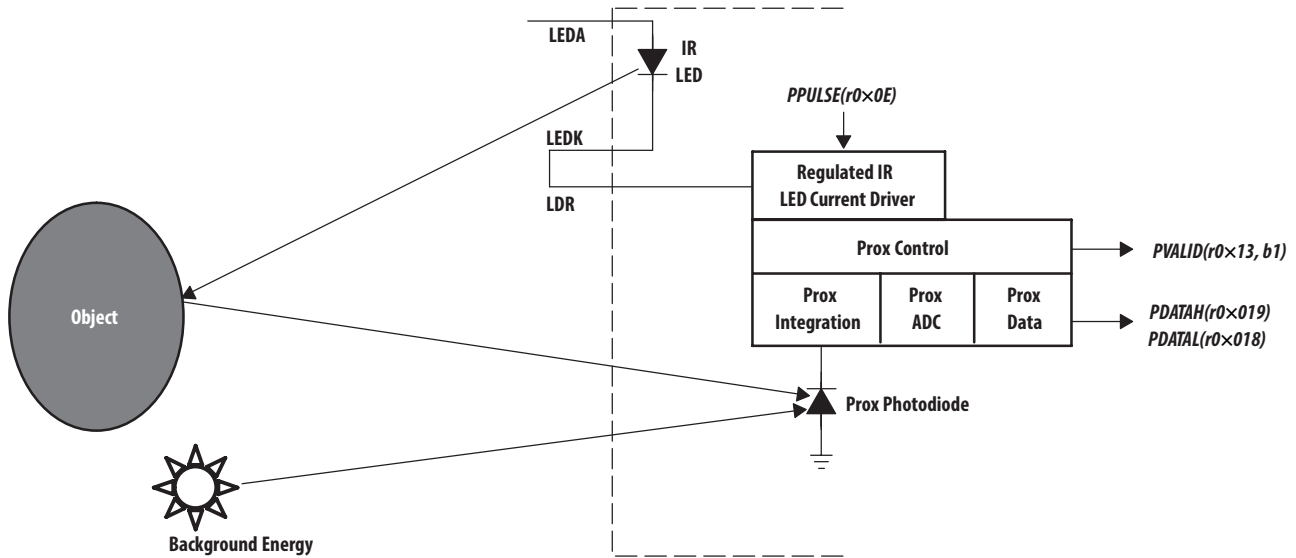 LEDA
IR
LED
PPULSE(r0×0E)
LEDK
LDR
Regulated IR
LED Current Driver
Prox Control
PVALID(r0×13, b1)
Prox
Integration
Prox
ADC
Prox
Data
PDATAH(r0×019)
PDATAL(r0×018)
Object
Prox Photodiode
Background Energy